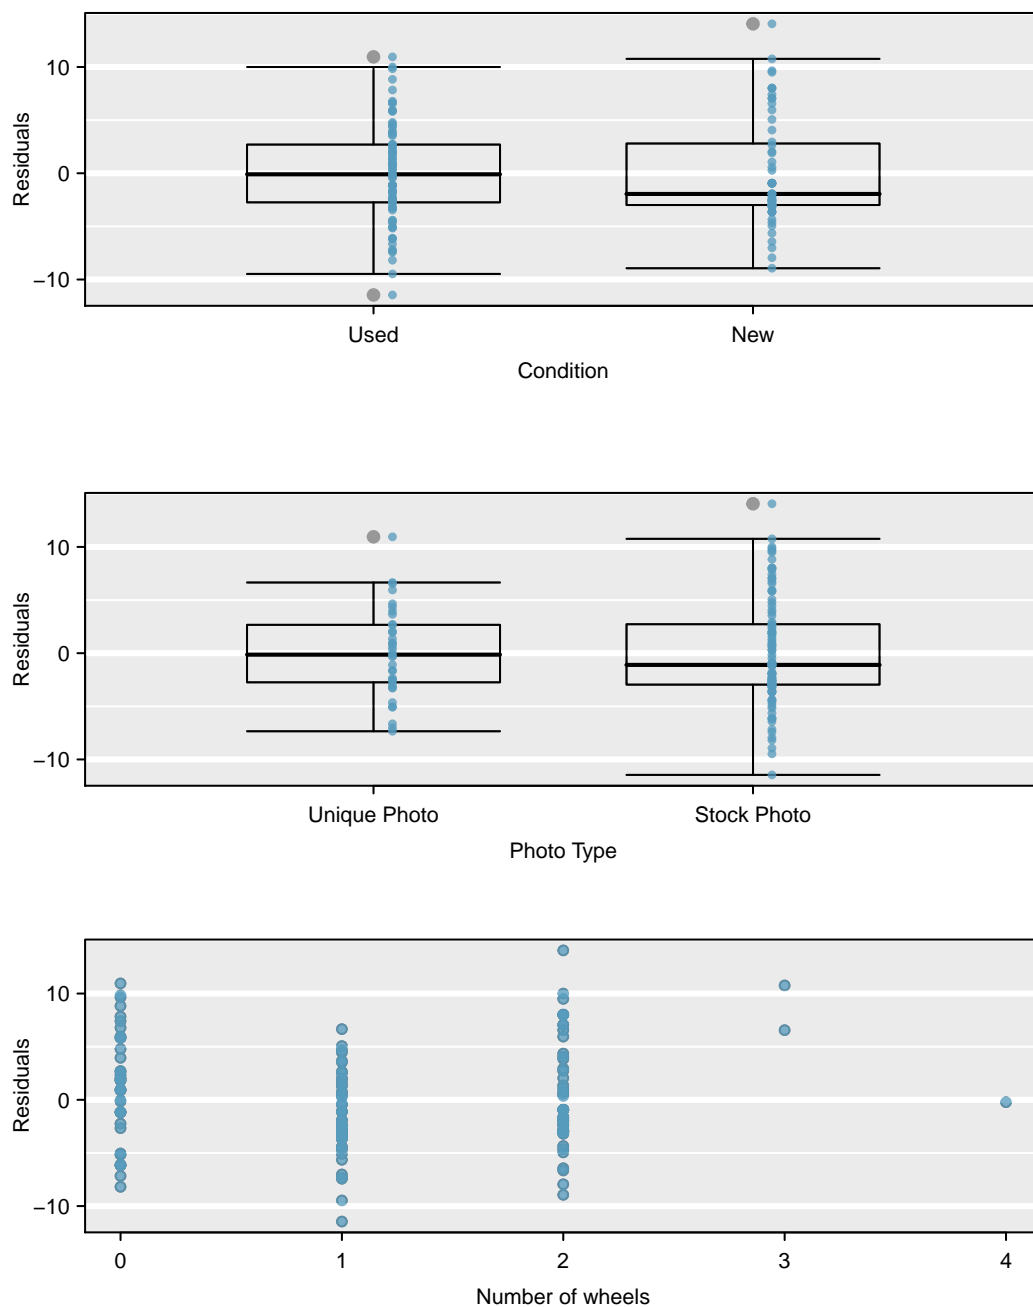 10
0
−10
Residuals
Used New
Condition
10
0
−10
Residuals
Unique Photo Stock Photo
Photo Type
10
0
−10
Residuals
0 1 2 3 4
Number of wheels